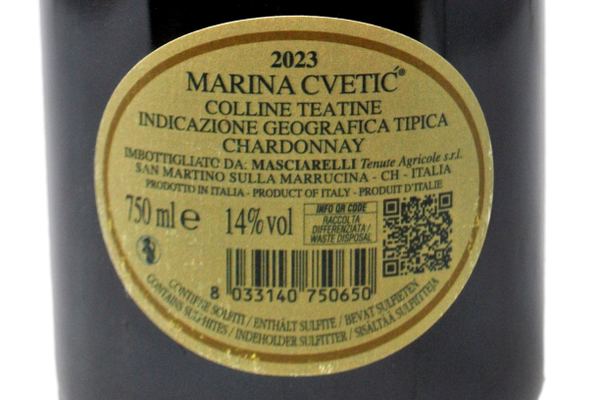 2023
MARINA CVETIĆ®
COLLINE TEATINE
INDICAZIONE GEOGRAFICA TIPICA
CHARDONNAY
IMBOTTIGLIATO DA: MASCIARELLI Tenute Agricole s.r.l.
SAN MARTINO SULLA MARRUCINA - CH - ITALIA
PRODOTTO IN ITALIA - PRODUCT OF ITALY - PRODUIT D'ITALIE
750 ml e 14% vol
INFO QR CODE
RACCOLTA
DIFFERENZIATA/
WASTE DISPOSAL
8 033140 750650
CONTIENE SOLFITI / ENTHÄLT SULFITE / BEVAT SULFIETEN
CONTAINS SULPHITES / INDEHOLDER SULFITTER / SISÄLTÄÄ SULFIITTEJA